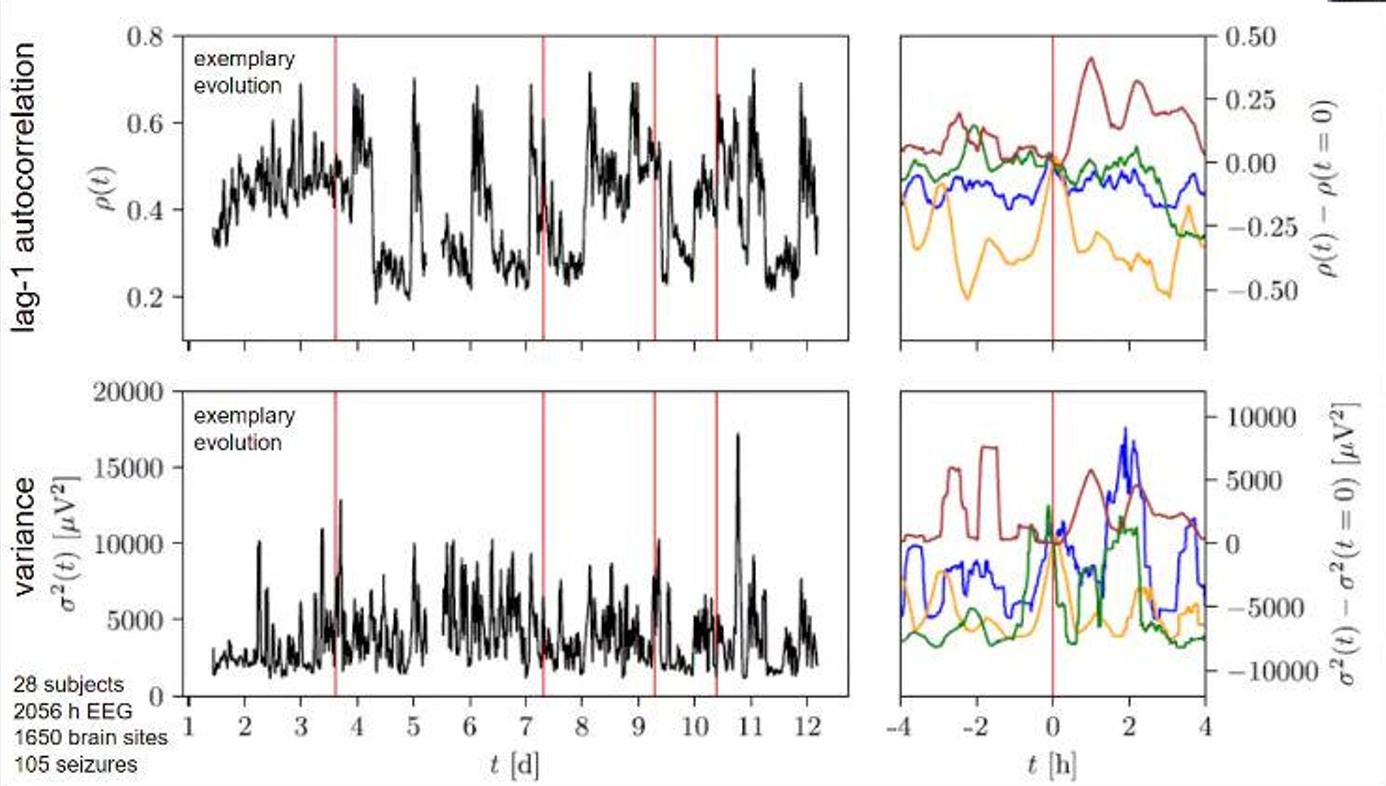 lag-1 autocorrelation
ρ(t)
0.8
0.6
0.4
0.2
exemplary
evolution
0.50
0.25
0.00
−0.25
−0.50
ρ(t) − ρ(t = 0)
variance
σ²(t) [μV²]
20000
15000
10000
5000
0
exemplary
evolution
1 2 3 4 5 6 7 8 9 10 11 12
t [d]
10000
5000
0
−5000
−10000
σ²(t) − σ²(t = 0) [μV²]
-4 -2 0 2 4
t [h]
28 subjects
2056 h EEG
1650 brain sites
105 seizures